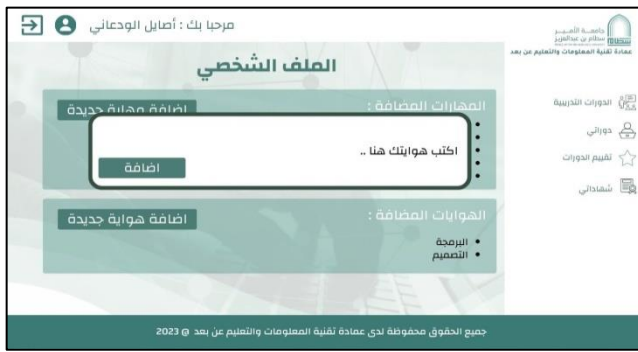 مرحبا بك : أصايل الودعاني
جامعة الأمير
سطام بن عبدالعزيز
عمادة تقنية المعلومات والتعليم عن بعد
الملف الشخصي
الدورات التدريبية
دوراتي
تقييم الدورات
شهاداتي
المهارات المضافة :
اضافة مهارة جديدة
اكتب هوايتك هنا ..
اضافة
الهوايات المضافة :
اضافة هواية جديدة
البرمجة
التصميم
جميع الحقوق محفوظة لدى عمادة تقنية المعلومات والتعليم عن بعد @ 2023